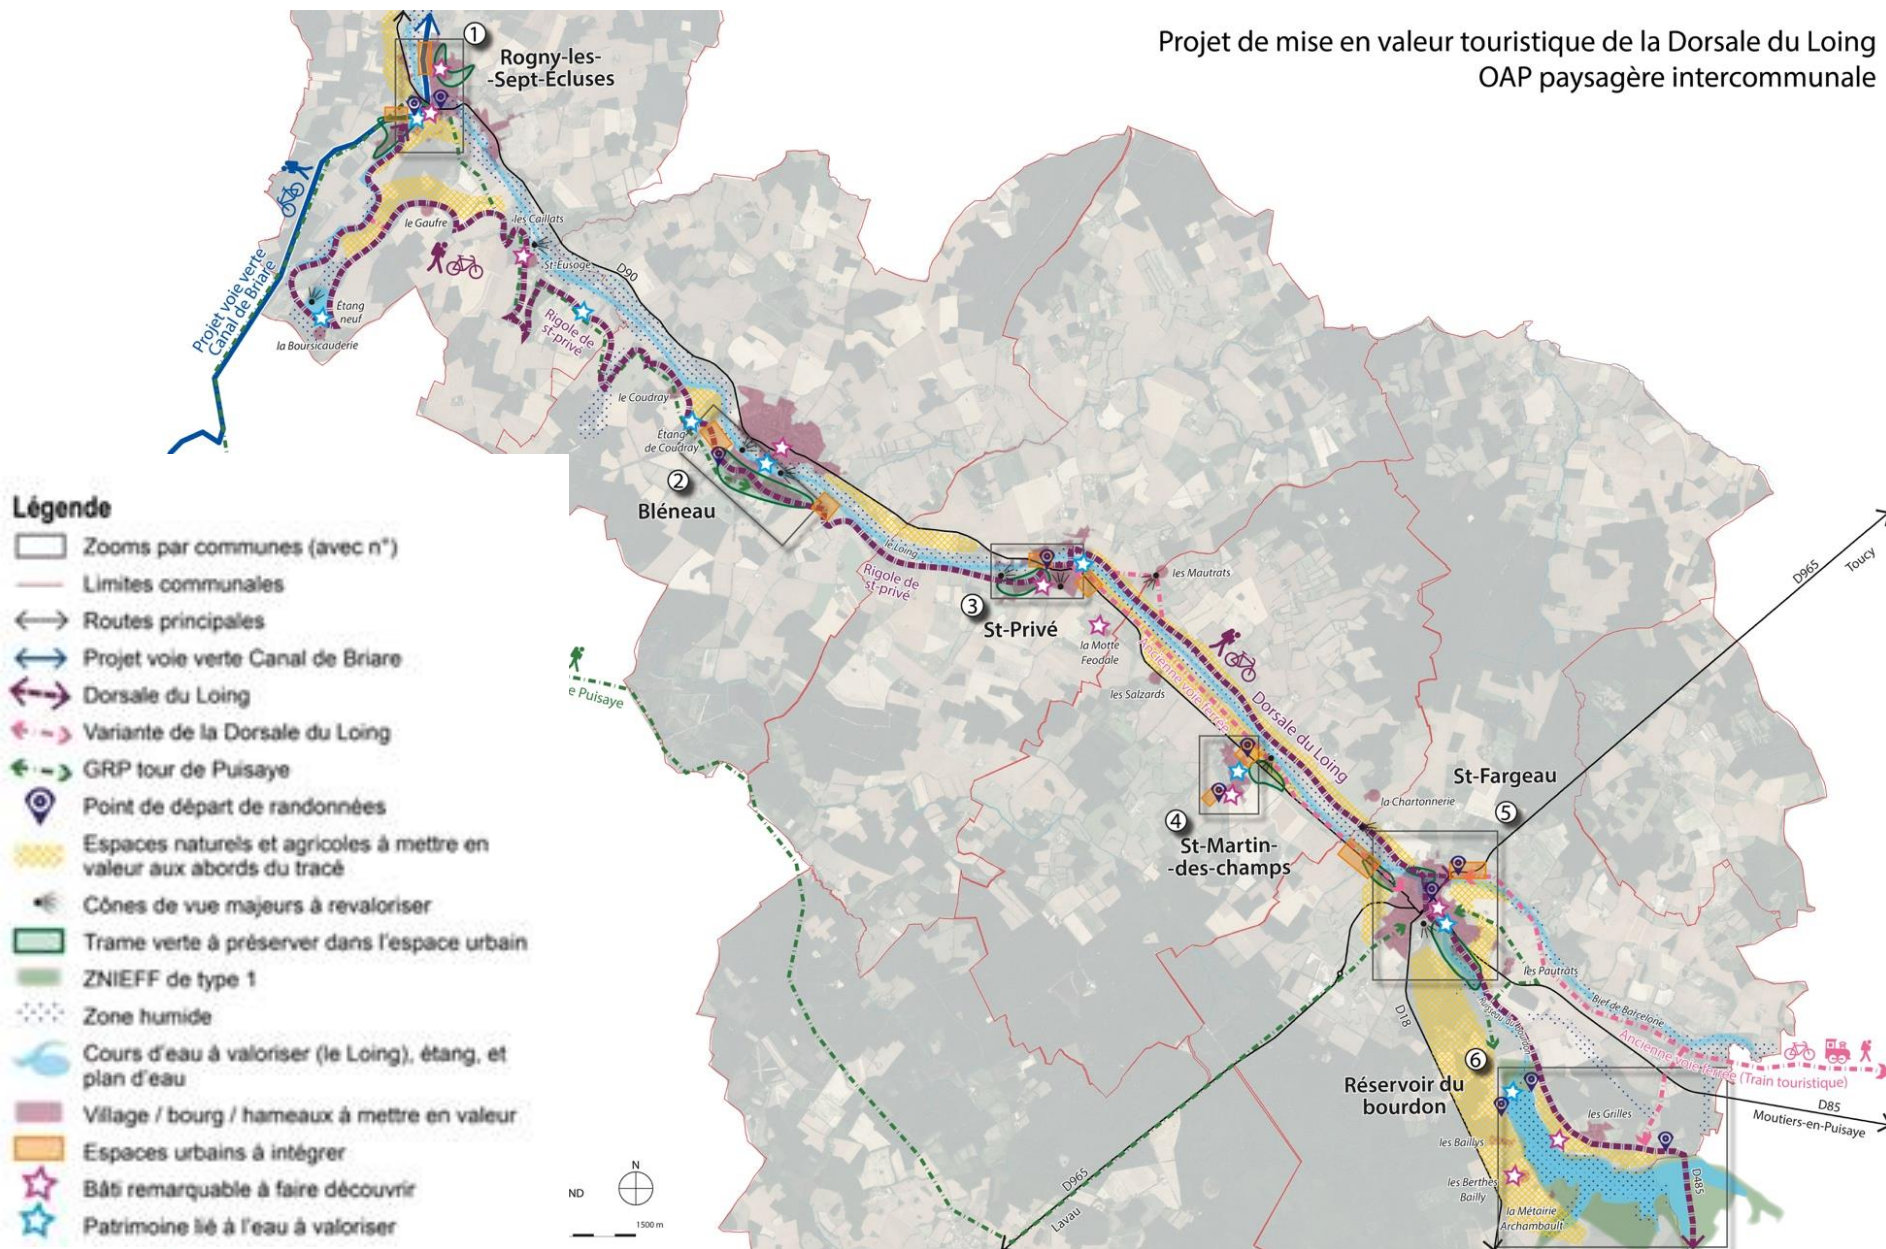 Projet de mise en valeur touristique de la Dorsale du Loing
OAP paysagère intercommunale
①
Rogny-les-
-Sept-Écluses
les Caillats
le Gaufre
St-Eusoge
D90
Projet voie verte
Canal de Briare
Étang
neuf
la Boursicauderie
Rigole de
st-privé
le Coudray
Étang
de Coudray
②
Bléneau
le Loing
Rigole de
st-privé
③
St-Privé
les Mautrats
la Motte
Feodale
les Salzards
Ancienne voie ferrée
Dorsale du Loing
D965
Toucy
e Puisaye
④
St-Martin-
-des-champs
la Chartonnerie
St-Fargeau
⑤
les Pautrats
Bief de Barcelone
Ancienne voie ferrée (Train touristique)
D18
⑥
Réservoir du
bourdon
les Grilles
D85
Moutiers-en-Puisaye
les Baillys
les Berthes
Bailly
la Métairie
Archambault
D485
D965
Lavau
Légende
Zooms par communes (avec n°)
Limites communales
Routes principales
Projet voie verte Canal de Briare
Dorsale du Loing
Variante de la Dorsale du Loing
GRP tour de Puisaye
Point de départ de randonnées
Espaces naturels et agricoles à mettre en
valeur aux abords du tracé
Cônes de vue majeurs à revaloriser
Trame verte à préserver dans l'espace urbain
ZNIEFF de type 1
Zone humide
Cours d'eau à valoriser (le Loing), étang, et
plan d'eau
Village / bourg / hameaux à mettre en valeur
Espaces urbains à intégrer
Bâti remarquable à faire découvrir
Patrimoine lié à l'eau à valoriser
N
ND
1500 m